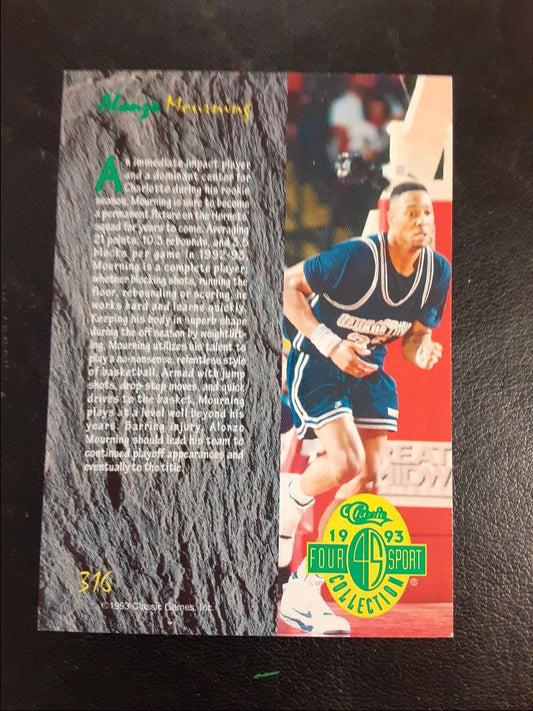 Alonzo Mourning
An immediate impact player
and a dominant center for
Charlotte during his rookie
season, Mourning is sure to become
a permanent fixture on the Hornets'
squad for years to come. Averaging
21 points, 10.3 rebounds, and 3.5
blocks per game in 1992-93,
Mourning is a complete player;
whether blocking shots, running the
floor, rebounding or scoring, he
works hard and learns quickly.
Keeping his body in superb shape
during the off season by weightlift-
ing, Mourning utilizes his talent to
play a no-nonsense, relentless style
of basketball. Armed with jump
shots, drop-step moves, and quick
drives to the basket, Mourning
plays at a level well beyond his
years. Barring injury, Alonzo
Mourning should lead his team to
continued playoff appearances and
eventually to the title.
316
©1993 Classic Games, Inc.
GEORGETOWN
REAT
MIDW
Classic
1993
FOUR 4S SPORT
COLLECTION
®